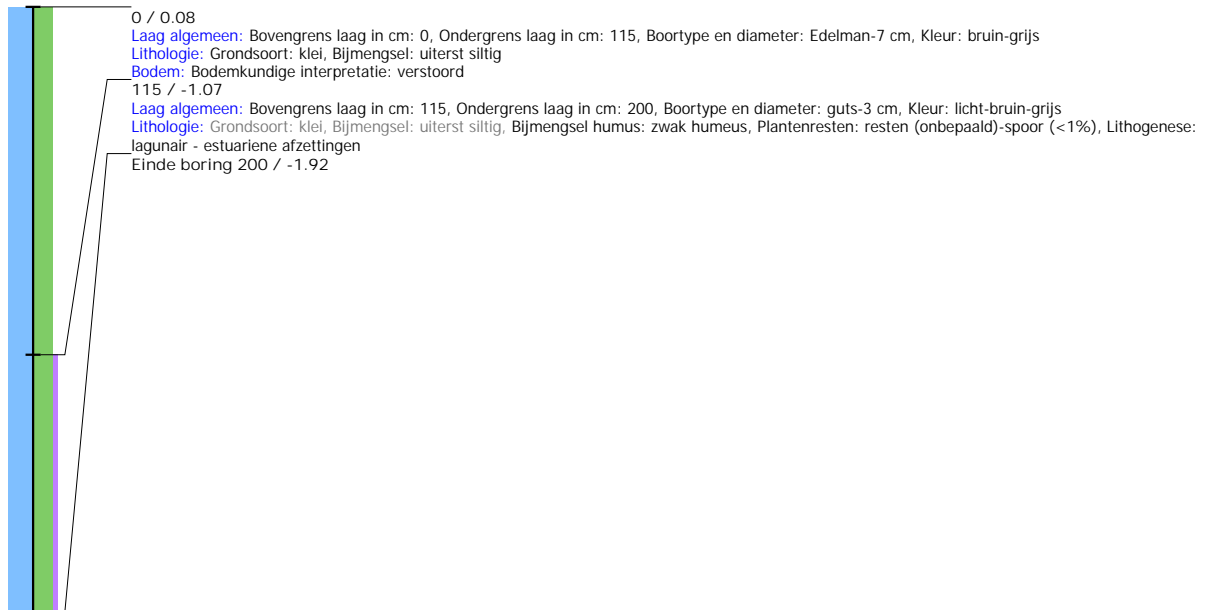 0 / 0.08
Laag algemeen: Bovengrens laag in cm: 0, Ondergrens laag in cm: 115, Boortype en diameter: Edelman-7 cm, Kleur: bruin-grijs
Lithologie: Grondsoort: klei, Bijmengsel: uiterst siltig
Bodem: Bodemkundige interpretatie: verstoord
115 / -1.07
Laag algemeen: Bovengrens laag in cm: 115, Ondergrens laag in cm: 200, Boortype en diameter: guts-3 cm, Kleur: licht-bruin-grijs
Lithologie: Grondsoort: klei, Bijmengsel: uiterst siltig, Bijmengsel humus: zwak humeus, Plantenresten: resten (onbepaald)-spoor (<1%), Lithogenese:
lagunair - estuariene afzettingen
Einde boring 200 / -1.92